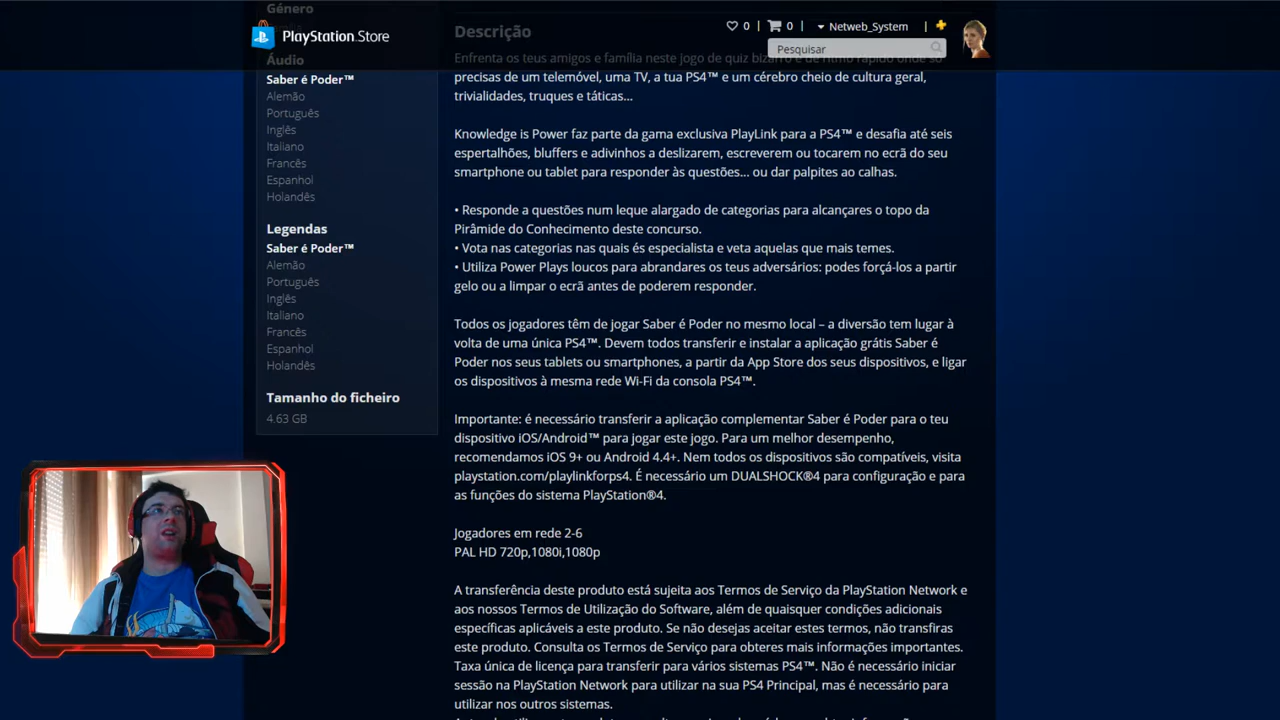 Género
Família
PlayStation.Store
0
0
Netweb_System
Pesquisar
Áudio
Saber é Poder™
Alemão
Português
Inglês
Italiano
Francês
Espanhol
Holandês
Legendas
Saber é Poder™
Alemão
Português
Inglês
Italiano
Francês
Espanhol
Holandês
Tamanho do ficheiro
4.63 GB
Descrição
Enfrenta os teus amigos e família neste jogo de quiz bizarro e de ritmo rápido onde só
precisas de um telemóvel, uma TV, a tua PS4™ e um cérebro cheio de cultura geral,
trivialidades, truques e táticas...
Knowledge is Power faz parte da gama exclusiva PlayLink para a PS4™ e desafia até seis
espertalhões, bluffers e adivinhos a deslizarem, escreverem ou tocarem no ecrã do seu
smartphone ou tablet para responder às questões... ou dar palpites ao calhas.
• Responde a questões num leque alargado de categorias para alcançares o topo da
Pirâmide do Conhecimento deste concurso.
• Vota nas categorias nas quais és especialista e veta aquelas que mais temes.
• Utiliza Power Plays loucos para abrandares os teus adversários: podes forçá-los a partir
gelo ou a limpar o ecrã antes de poderem responder.
Todos os jogadores têm de jogar Saber é Poder no mesmo local – a diversão tem lugar à
volta de uma única PS4™. Devem todos transferir e instalar a aplicação grátis Saber é
Poder nos seus tablets ou smartphones, a partir da App Store dos seus dispositivos, e ligar
os dispositivos à mesma rede Wi-Fi da consola PS4™.
Importante: é necessário transferir a aplicação complementar Saber é Poder para o teu
dispositivo iOS/Android™ para jogar este jogo. Para um melhor desempenho,
recomendamos iOS 9+ ou Android 4.4+. Nem todos os dispositivos são compatíveis, visita
playstation.com/playlinkforps4. É necessário um DUALSHOCK®4 para configuração e para
as funções do sistema PlayStation®4.
Jogadores em rede 2-6
PAL HD 720p,1080i,1080p
A transferência deste produto está sujeita aos Termos de Serviço da PlayStation Network e
aos nossos Termos de Utilização do Software, além de quaisquer condições adicionais
específicas aplicáveis a este produto. Se não desejas aceitar estes termos, não transfiras
este produto. Consulta os Termos de Serviço para obteres mais informações importantes.
Taxa única de licença para transferir para vários sistemas PS4™. Não é necessário iniciar
sessão na PlayStation Network para utilizar na sua PS4 Principal, mas é necessário para
utilizar nos outros sistemas.